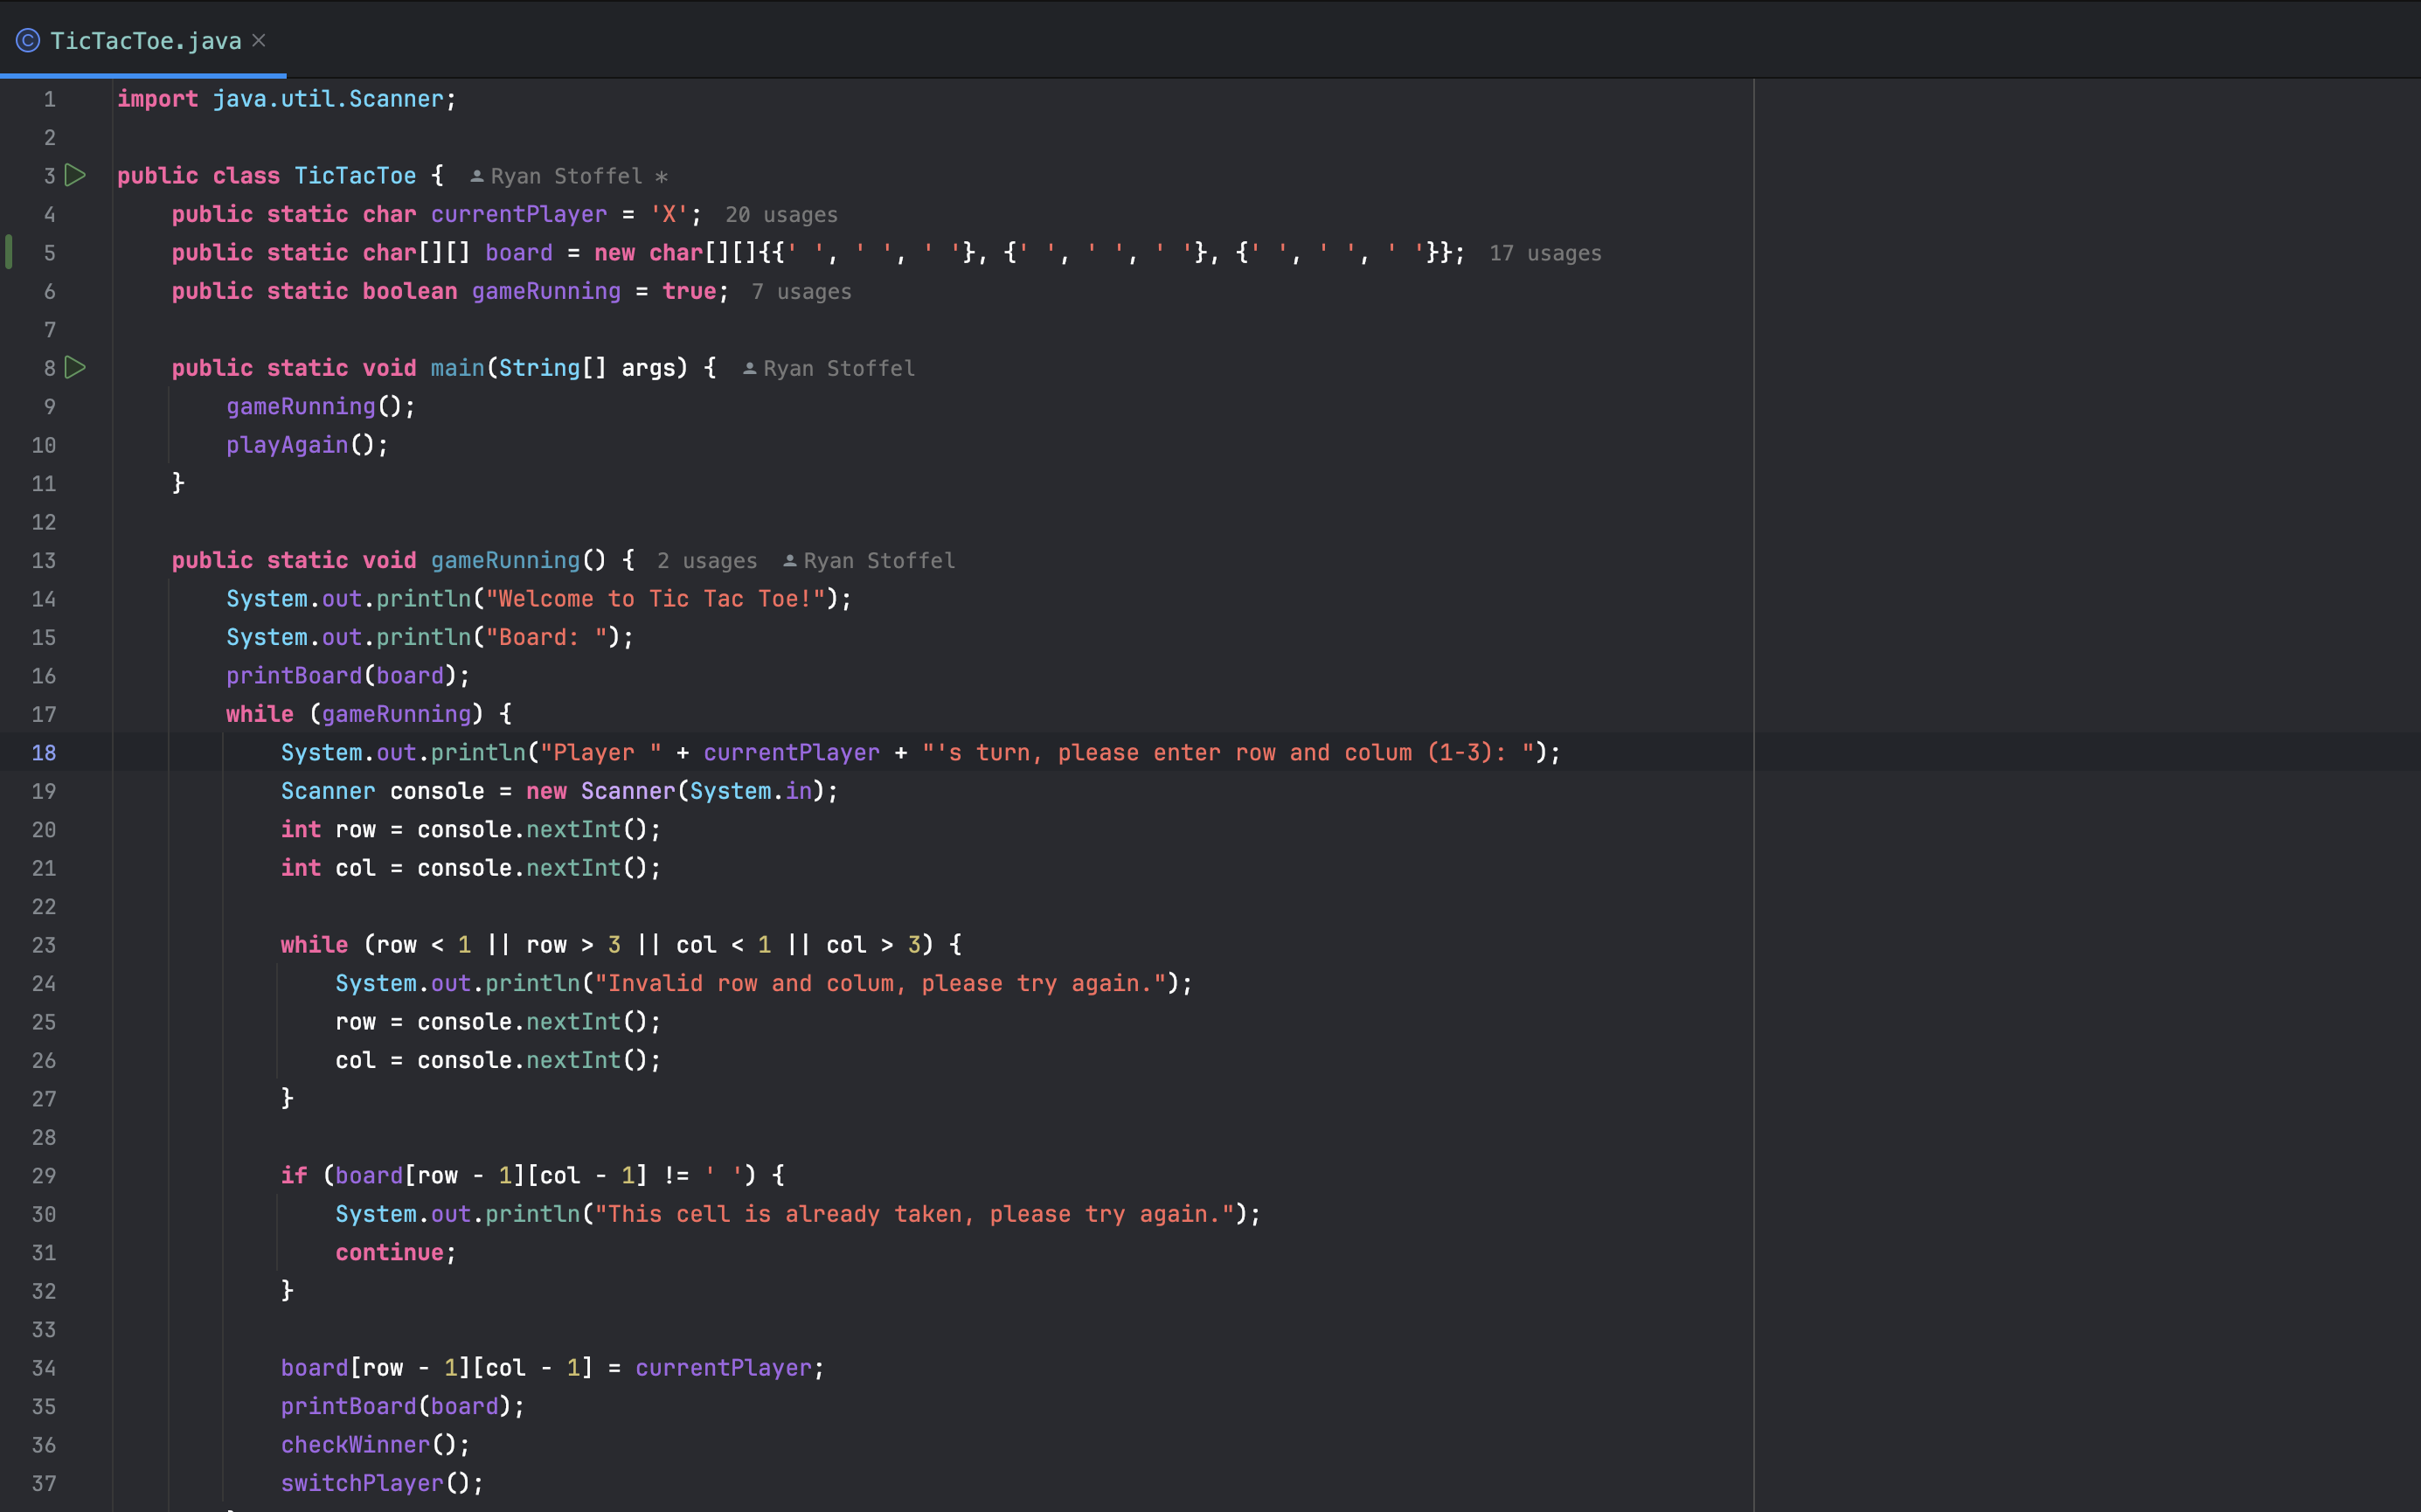 TicTacToe.java
1 import java.util.Scanner;
2
3 public class TicTacToe { Ryan Stoffel *
4 public static char currentPlayer = 'X'; 20 usages
5 public static char[][] board = new char[][]{{' ', ' ', ' '}, {' ', ' ', ' '}, {' ', ' ', ' '}}; 17 usages
6 public static boolean gameRunning = true; 7 usages
7
8 public static void main(String[] args) { Ryan Stoffel
9 gameRunning();
10 playAgain();
11 }
12
13 public static void gameRunning() { 2 usages Ryan Stoffel
14 System.out.println("Welcome to Tic Tac Toe!");
15 System.out.println("Board: ");
16 printBoard(board);
17 while (gameRunning) {
18 System.out.println("Player " + currentPlayer + "'s turn, please enter row and colum (1-3): ");
19 Scanner console = new Scanner(System.in);
20 int row = console.nextInt();
21 int col = console.nextInt();
22
23 while (row < 1 || row > 3 || col < 1 || col > 3) {
24 System.out.println("Invalid row and colum, please try again.");
25 row = console.nextInt();
26 col = console.nextInt();
27 }
28
29 if (board[row - 1][col - 1] != ' ') {
30 System.out.println("This cell is already taken, please try again.");
31 continue;
32 }
33
34 board[row - 1][col - 1] = currentPlayer;
35 printBoard(board);
36 checkWinner();
37 switchPlayer();